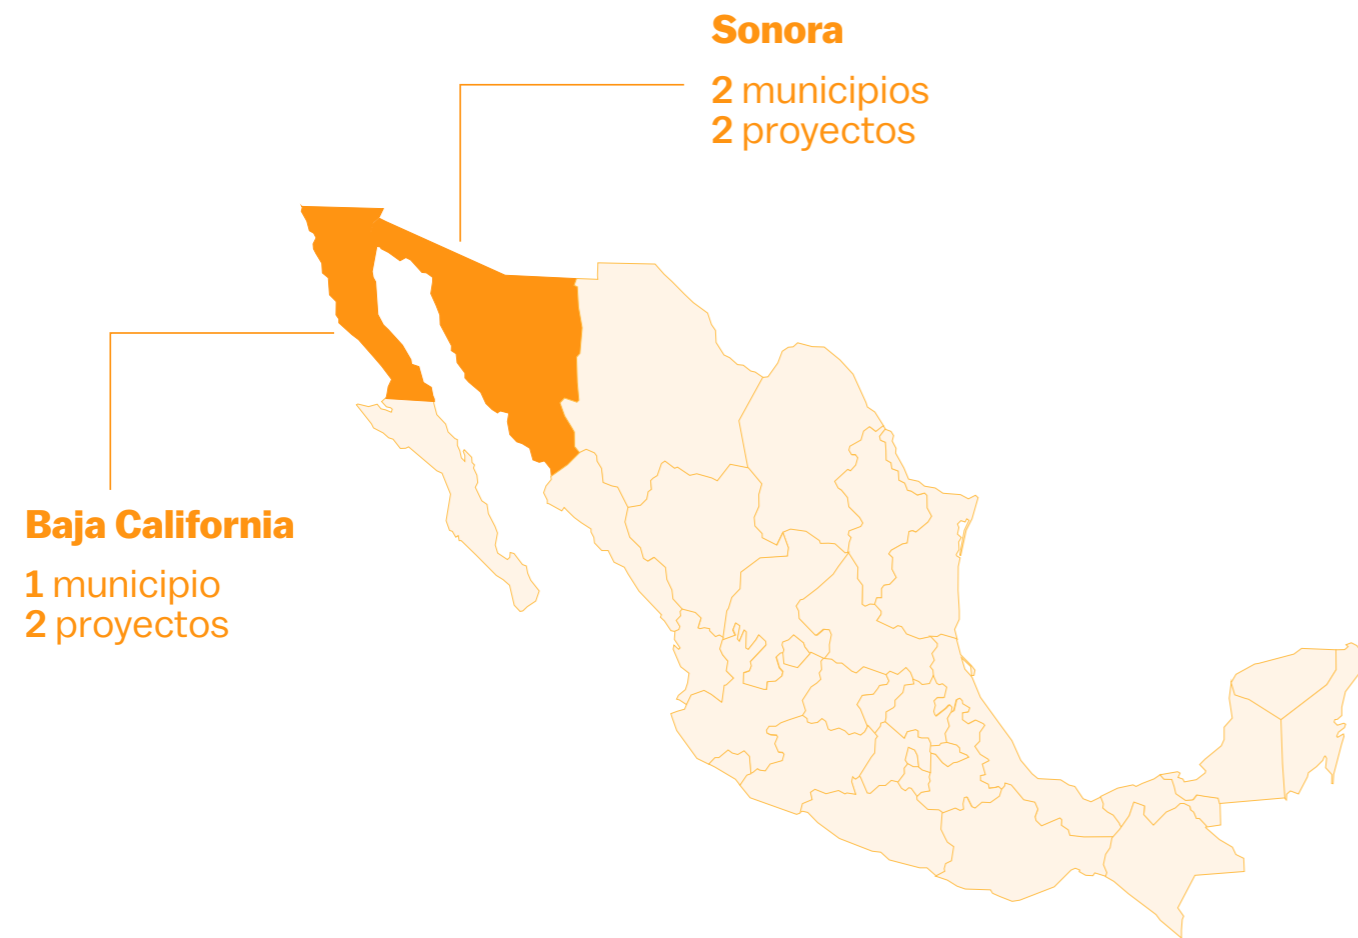 Sonora
2 municipios
2 proyectos
Baja California
1 municipio
2 proyectos